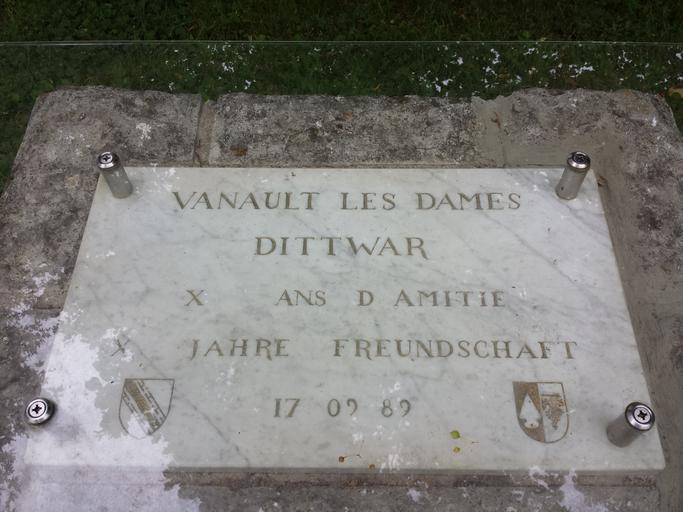 VANAULT LES DAMES
DITTWAR
X ANS D AMITIE
X JAHRE FREUNDSCHAFT
17 09 89